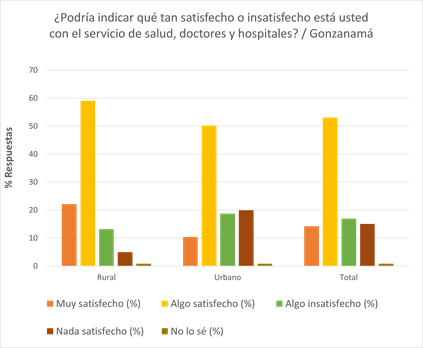 ¿Podría indicar qué tan satisfecho o insatisfecho está usted
con el servicio de salud, doctores y hospitales? / Gonzanamá
% Respuestas
70
60
50
40
30
20
10
0
Rural
Urbano
Total
Muy satisfecho (%)
Algo satisfecho (%)
Algo insatisfecho (%)
Nada satisfecho (%)
No lo sé (%)